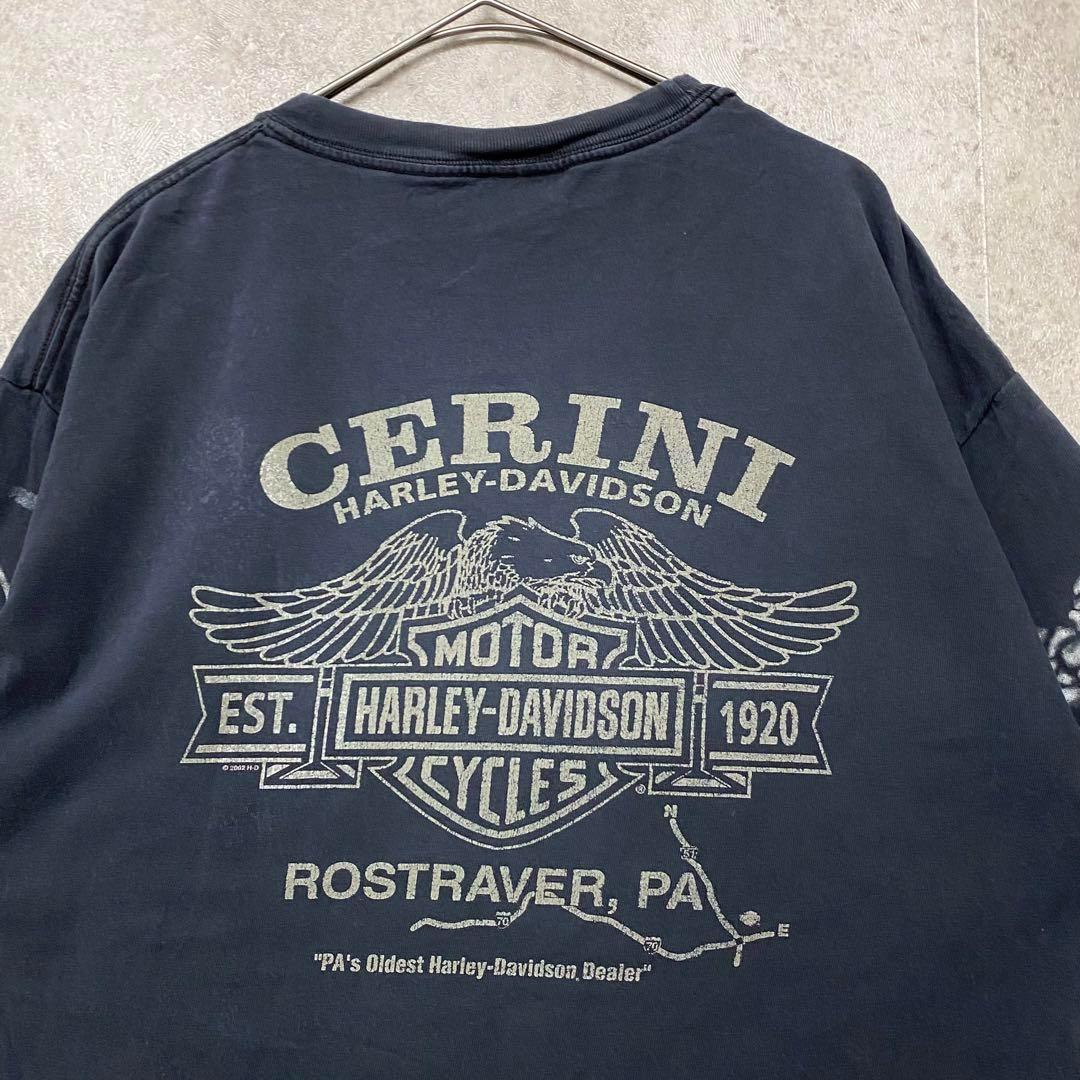 CERINI
HARLEY-DAVIDSON
MOTOR
EST. HARLEY-DAVIDSON 1920
© 2002 H-D
CYCLES ®
N
51
ROSTRAVER, PA
70
70
E
"PA's Oldest Harley-Davidson Dealer"